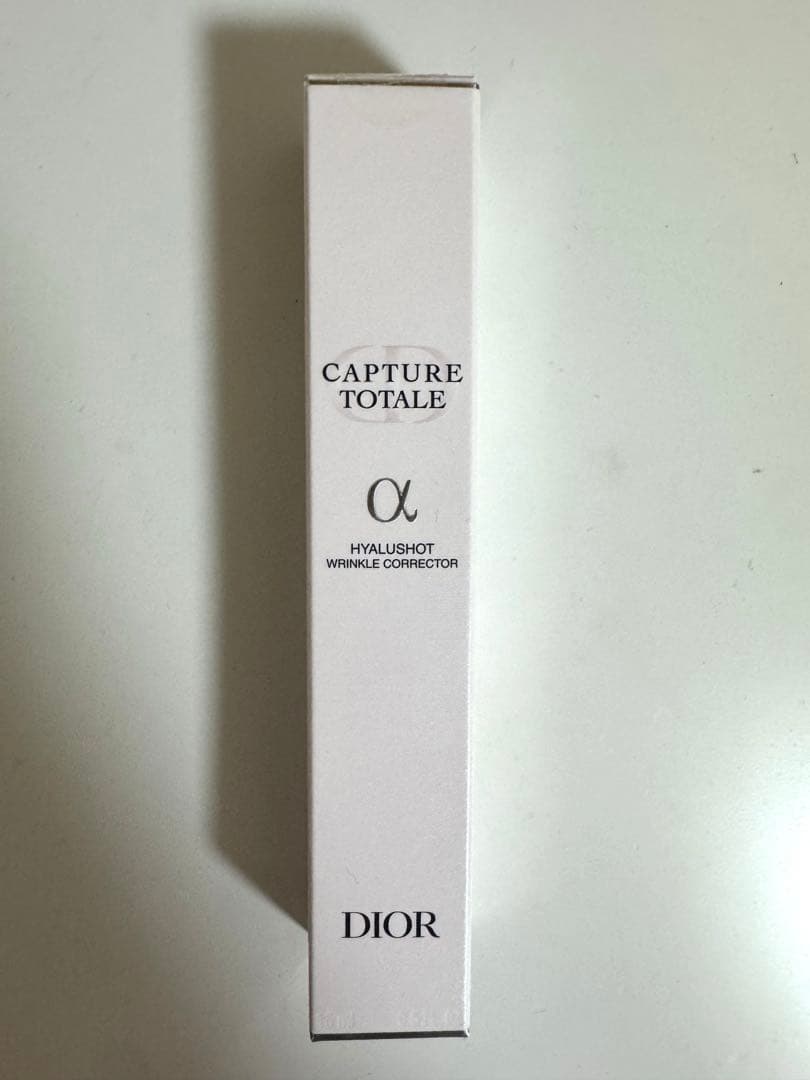 CAPTURE
TOTALE
α
HYALUSHOT
WRINKLE CORRECTOR
DIOR